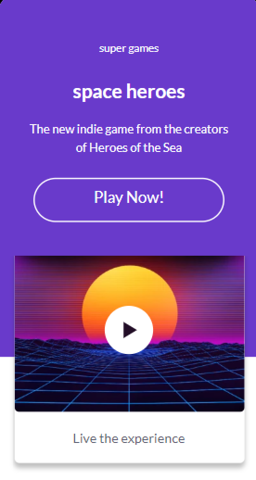 super games
space heroes
The new indie game from the creators
of Heroes of the Sea
Play Now!
Live the experience